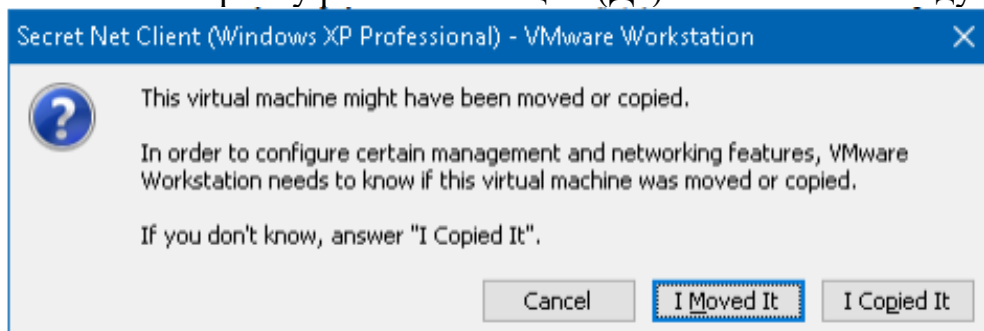 Secret Net Client (Windows XP Professional) - VMware Workstation
This virtual machine might have been moved or copied.
In order to configure certain management and networking features, VMware
Workstation needs to know if this virtual machine was moved or copied.
If you don't know, answer "I Copied It".
Cancel I Moved It I Copied It